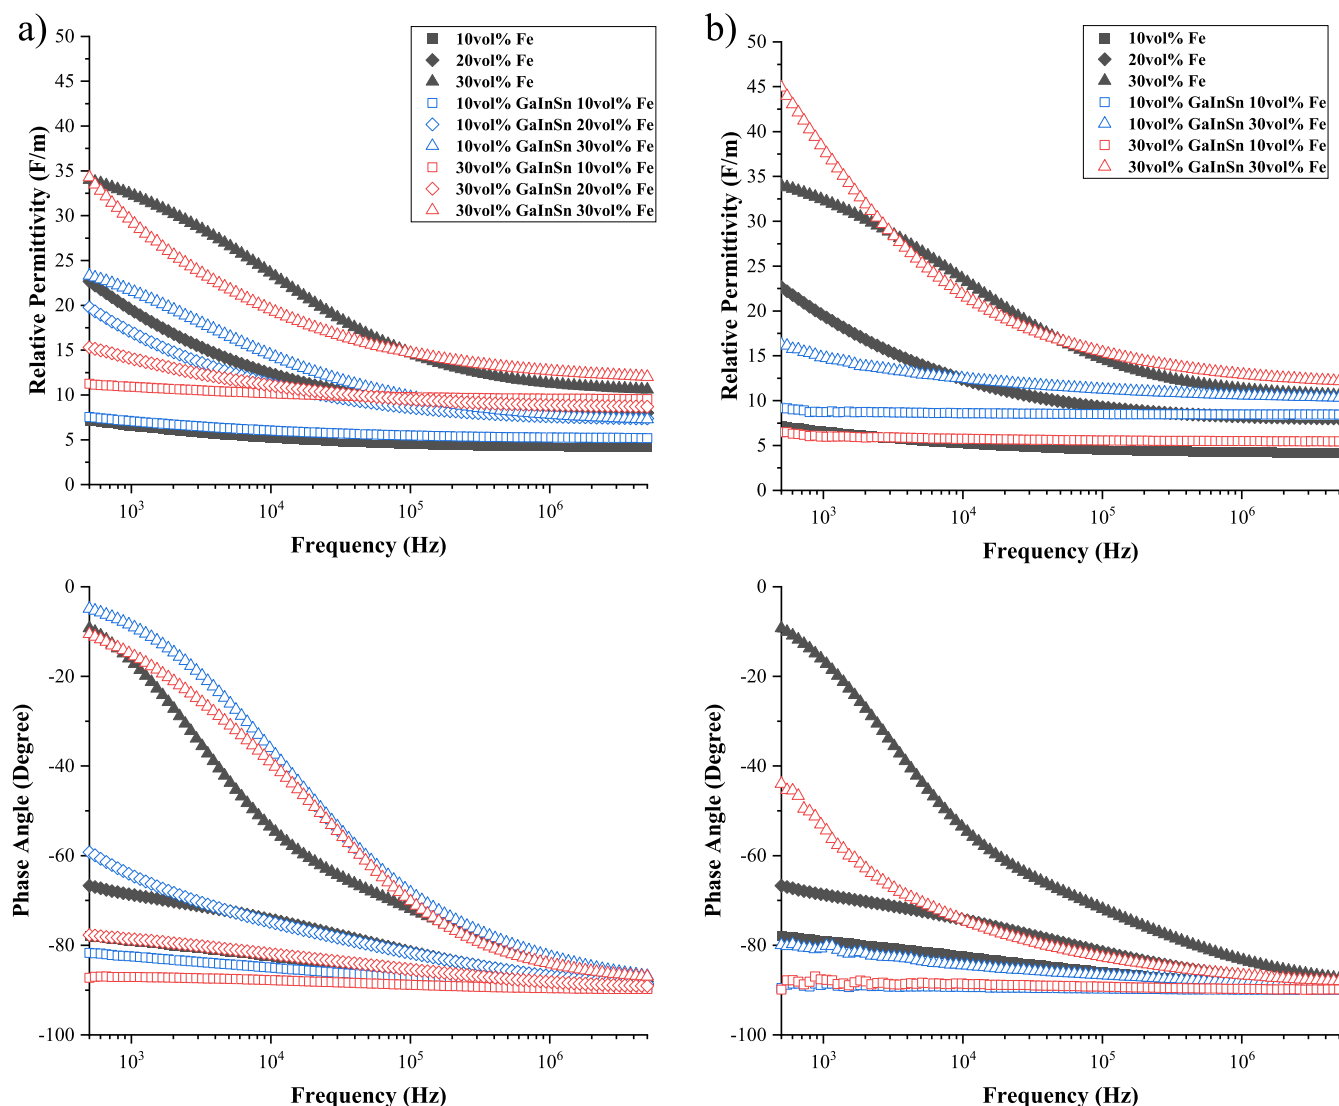 a)
50
45
40
35
30
25
20
15
10
5
0
Relative Permittivity (F/m)
10vol% Fe
20vol% Fe
30vol% Fe
10vol% GaInSn 10vol% Fe
10vol% GaInSn 20vol% Fe
10vol% GaInSn 30vol% Fe
30vol% GaInSn 10vol% Fe
30vol% GaInSn 20vol% Fe
30vol% GaInSn 30vol% Fe
10³ 10⁴ 10⁵ 10⁶
Frequency (Hz)
b)
50
45
40
35
30
25
20
15
10
5
0
Relative Permittivity (F/m)
10vol% Fe
20vol% Fe
30vol% Fe
10vol% GaInSn 10vol% Fe
10vol% GaInSn 30vol% Fe
30vol% GaInSn 10vol% Fe
30vol% GaInSn 30vol% Fe
10³ 10⁴ 10⁵ 10⁶
Frequency (Hz)
0
-20
-40
-60
-80
-100
Phase Angle (Degree)
10³ 10⁴ 10⁵ 10⁶
Frequency (Hz)
0
-20
-40
-60
-80
-100
Phase Angle (Degree)
10³ 10⁴ 10⁵ 10⁶
Frequency (Hz)